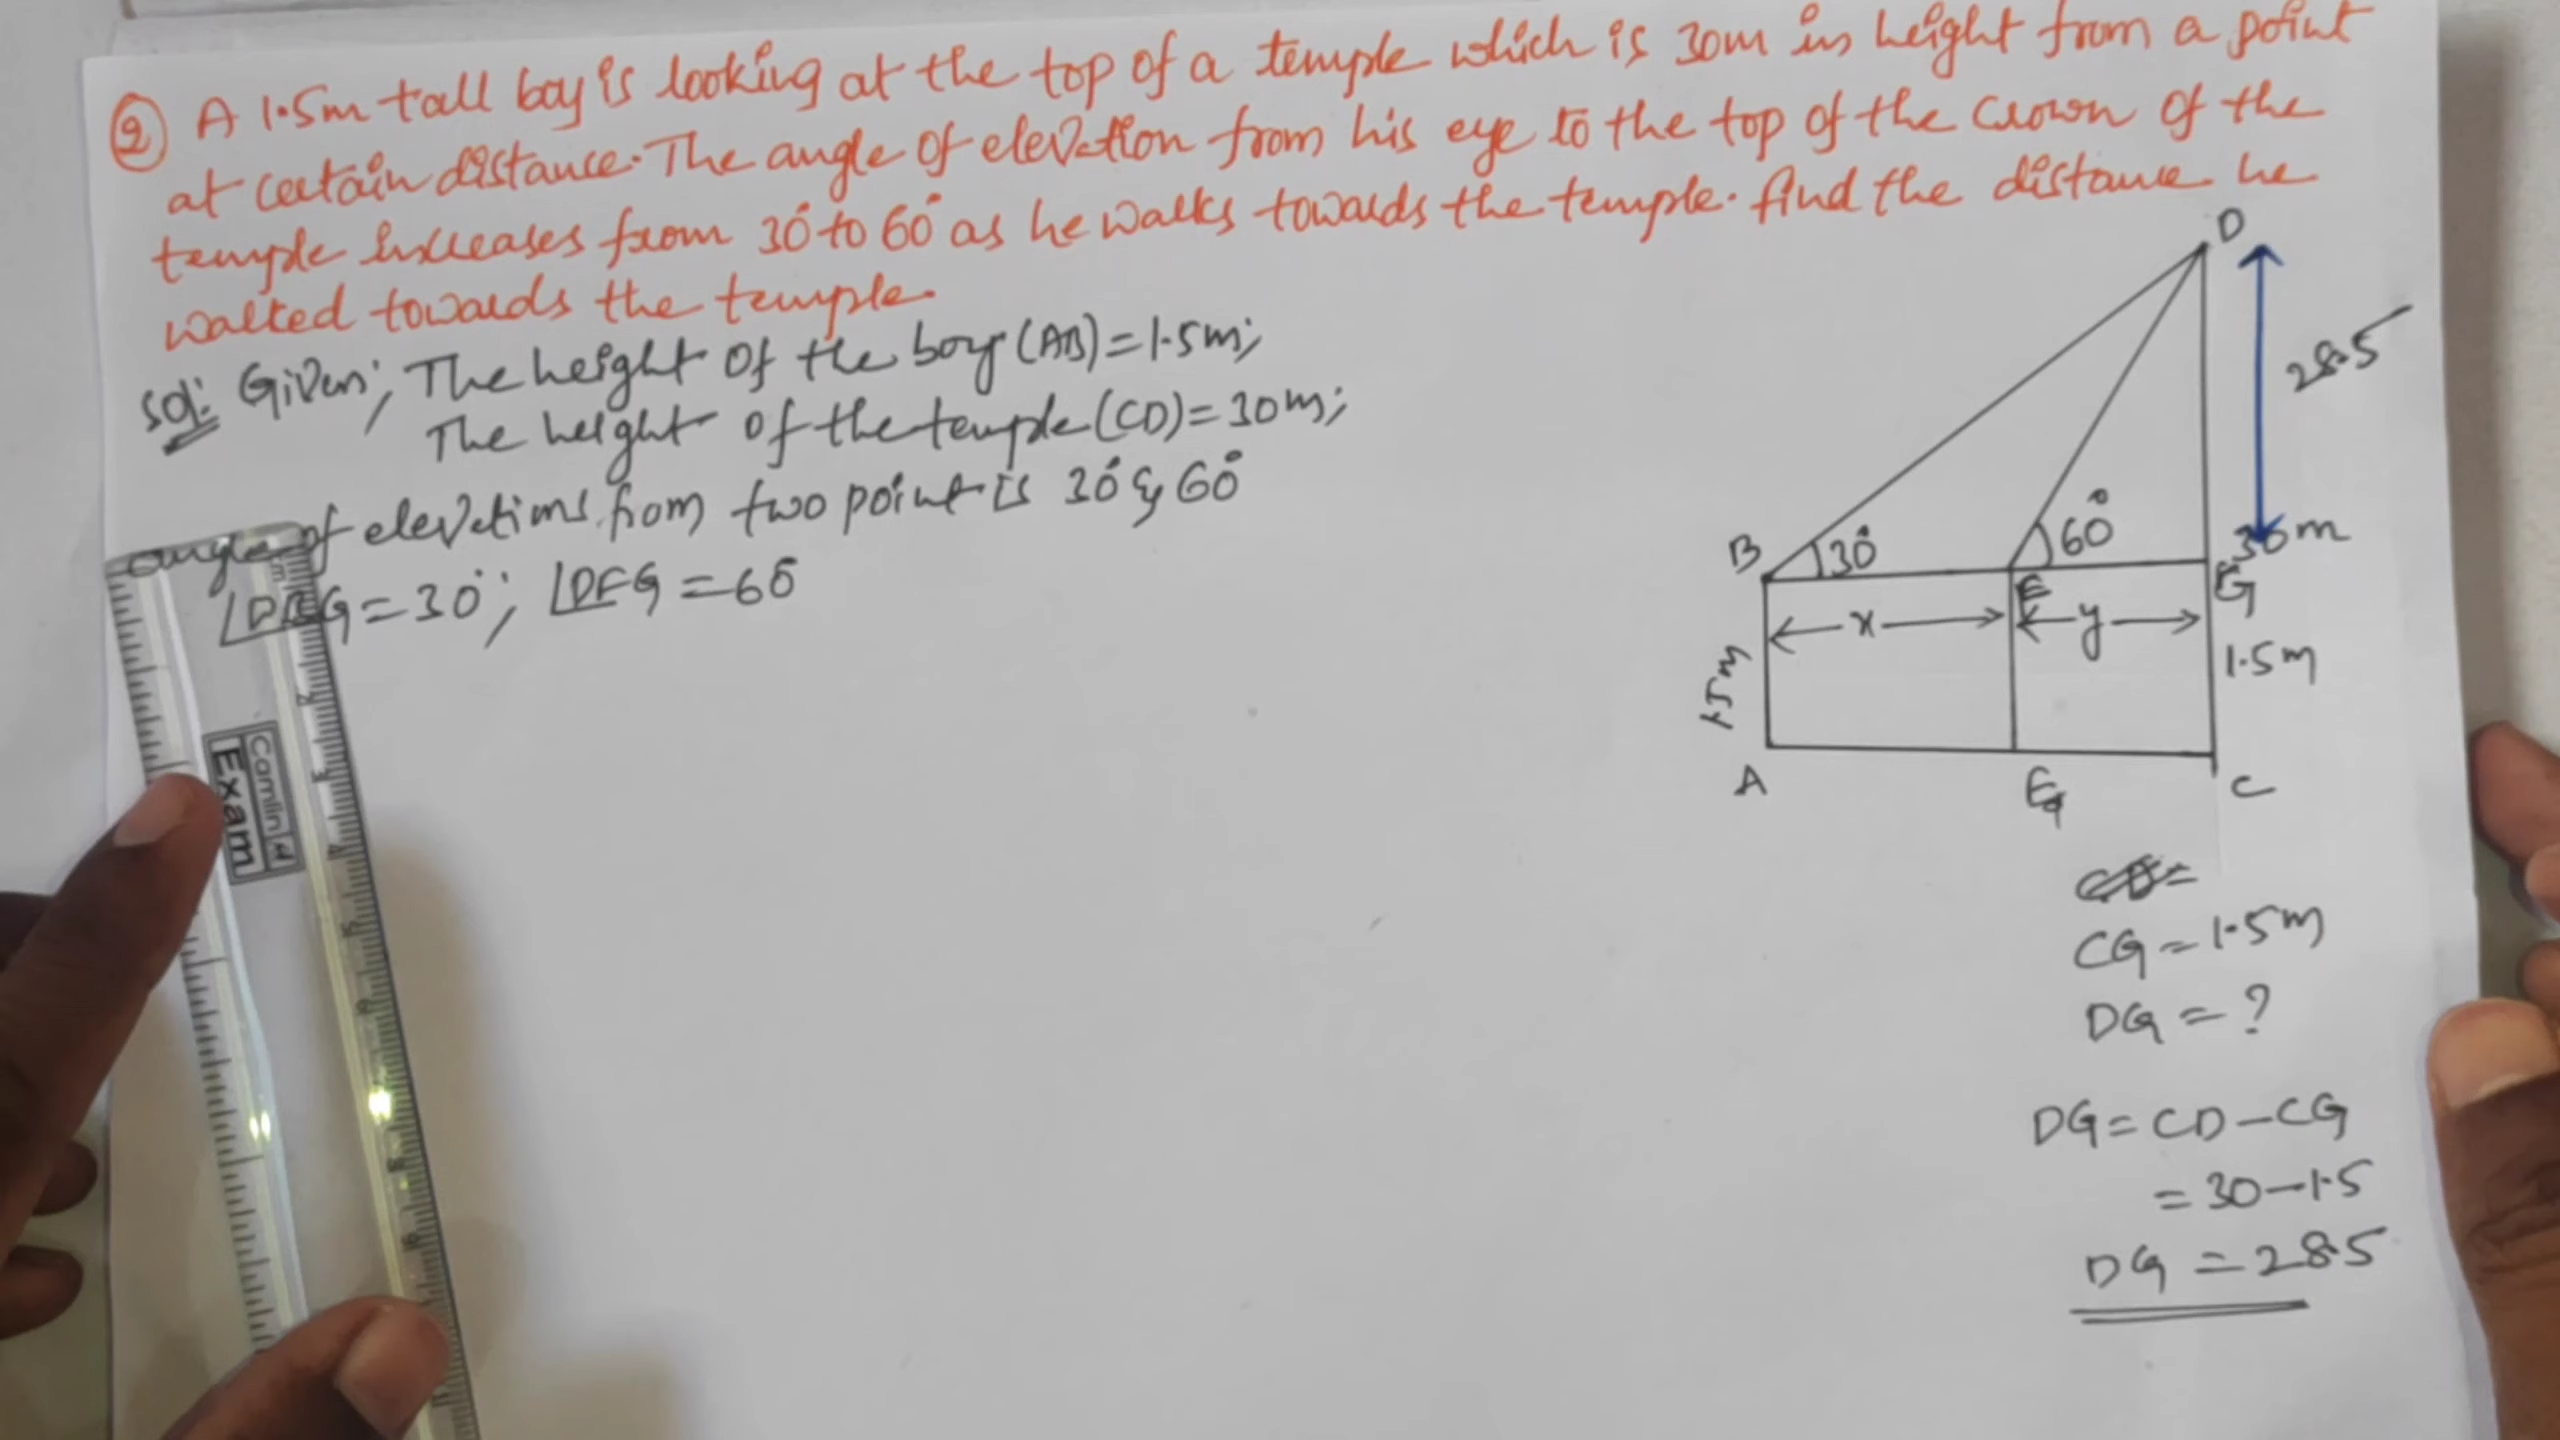 2 A 1.5m tall boy is looking at the top of a temple which is 30m in height from a point
at certain distance. The angle of elevation from his eye to the top of the crown of the
temple increases from 30° to 60° as he walks towards the temple. find the distance he
walked towards the temple.
Sol: Given; The height of the boy (AB) = 1.5m;
The height of the temple (CD) = 30m;
angle of elevations from two point is 30° & 60°
∠DBG = 30°; ∠DFG = 60°
D
28.5
B
30°
60°
30m
G
x
y
1.5m
1.5m
A
C
CG = 1.5m
DG = ?
DG = CD - CG
= 30 - 1.5
DG = 28.5
Camlin
Exam